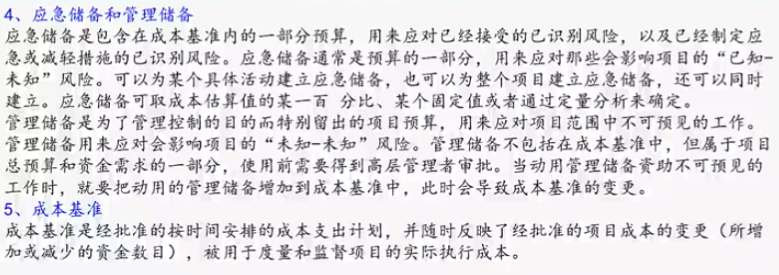 4、应急储备和管理储备
应急储备是包含在成本基准内的一部分预算，用来应对已经接受的已识别风险，以及已经制定应
急或减轻措施的已识别风险。应急储备通常是预算的一部分，用来应对那些会影响项目的“已知-
未知”风险。可以为某个具体活动建立应急储备，也可以为整个项目建立应急储备，还可以同时
建立。应急储备可取成本估算值的某一百 分比、某个固定值或者通过定量分析来确定。
管理储备是为了管理控制的目的而特别留出的项目预算，用来应对项目范围中不可预见的工作。
管理储备用来应对会影响项目的“未知-未知”风险。管理储备不包括在成本基准中，但属于项目
总预算和资金需求的一部分，使用前需要得到高层管理者审批。当动用管理储备资助不可预见的
工作时，就要把动用的管理储备增加到成本基准中，此时会导致成本基准的变更。
5、成本基准
成本基准是经批准的按时间安排的成本支出计划，并随时反映了经批准的项目成本的变更（所增
加或减少的资金数目），被用于度量和监督项目的实际执行成本。